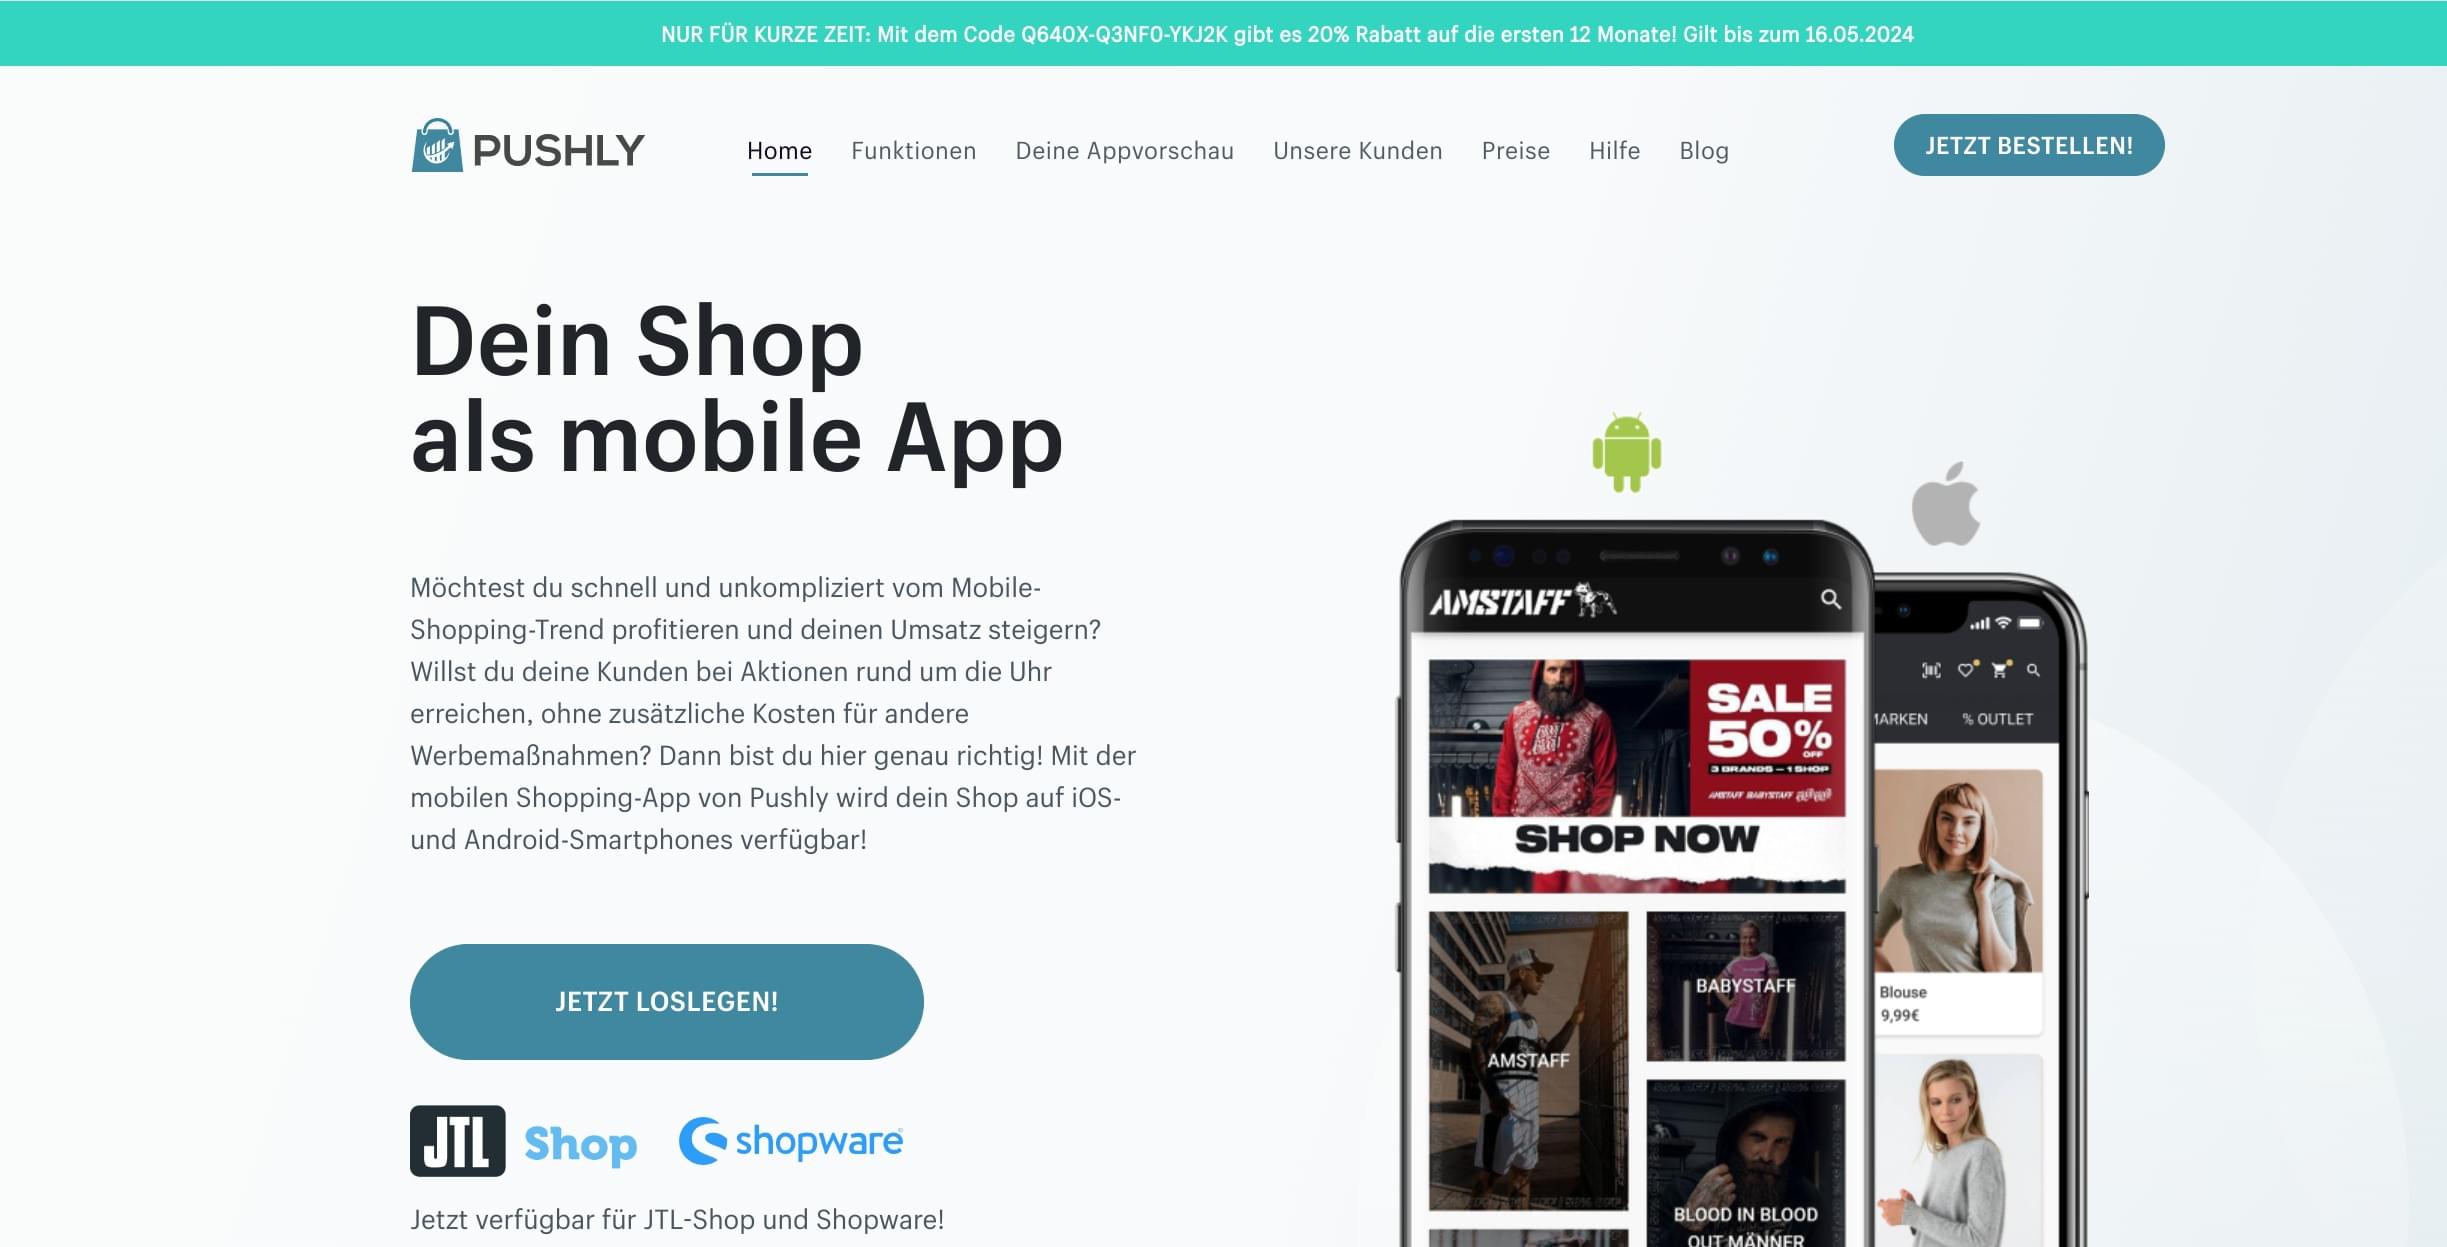 NUR FÜR KURZE ZEIT: Mit dem Code Q640X-Q3NF0-YKJ2K gibt es 20% Rabatt auf die ersten 12 Monate! Gilt bis zum 16.05.2024
PUSHLY
Home
Funktionen
Deine Appvorschau
Unsere Kunden
Preise
Hilfe
Blog
JETZT BESTELLEN!
Dein Shop
als mobile App
Möchtest du schnell und unkompliziert vom Mobile-
Shopping-Trend profitieren und deinen Umsatz steigern?
Willst du deine Kunden bei Aktionen rund um die Uhr
erreichen, ohne zusätzliche Kosten für andere
Werbemaßnahmen? Dann bist du hier genau richtig! Mit der
mobilen Shopping-App von Pushly wird dein Shop auf iOS-
und Android-Smartphones verfügbar!
JETZT LOSLEGEN!
JTL Shop
shopware
Jetzt verfügbar für JTL-Shop und Shopware!
AMSTAFF
SALE
50%
OFF
3 BRANDS – 1 SHOP
AMSTAFF BABYSTAFF
SHOP NOW
AMSTAFF
BABYSTAFF
BLOOD IN BLOOD
OUT MÄNNER
MARKEN
% OUTLET
Blouse
9,99€